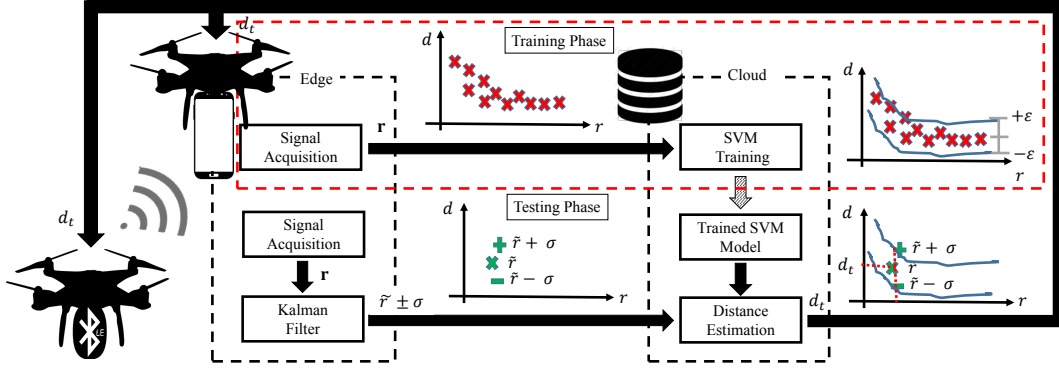 d_t
d_t
Training Phase
Testing Phase
Edge
Cloud
Signal
Acquisition
r
d
r
SVM
Training
d
+ε
−ε
r
Signal
Acquisition
r
Kalman
Filter
r̃ ± σ
d
r̃ + σ
r̃
r̃ − σ
r
Trained SVM
Model
Distance
Estimation
d_t
d
d_t
r̃ + σ
r
r̃ − σ
r
LE